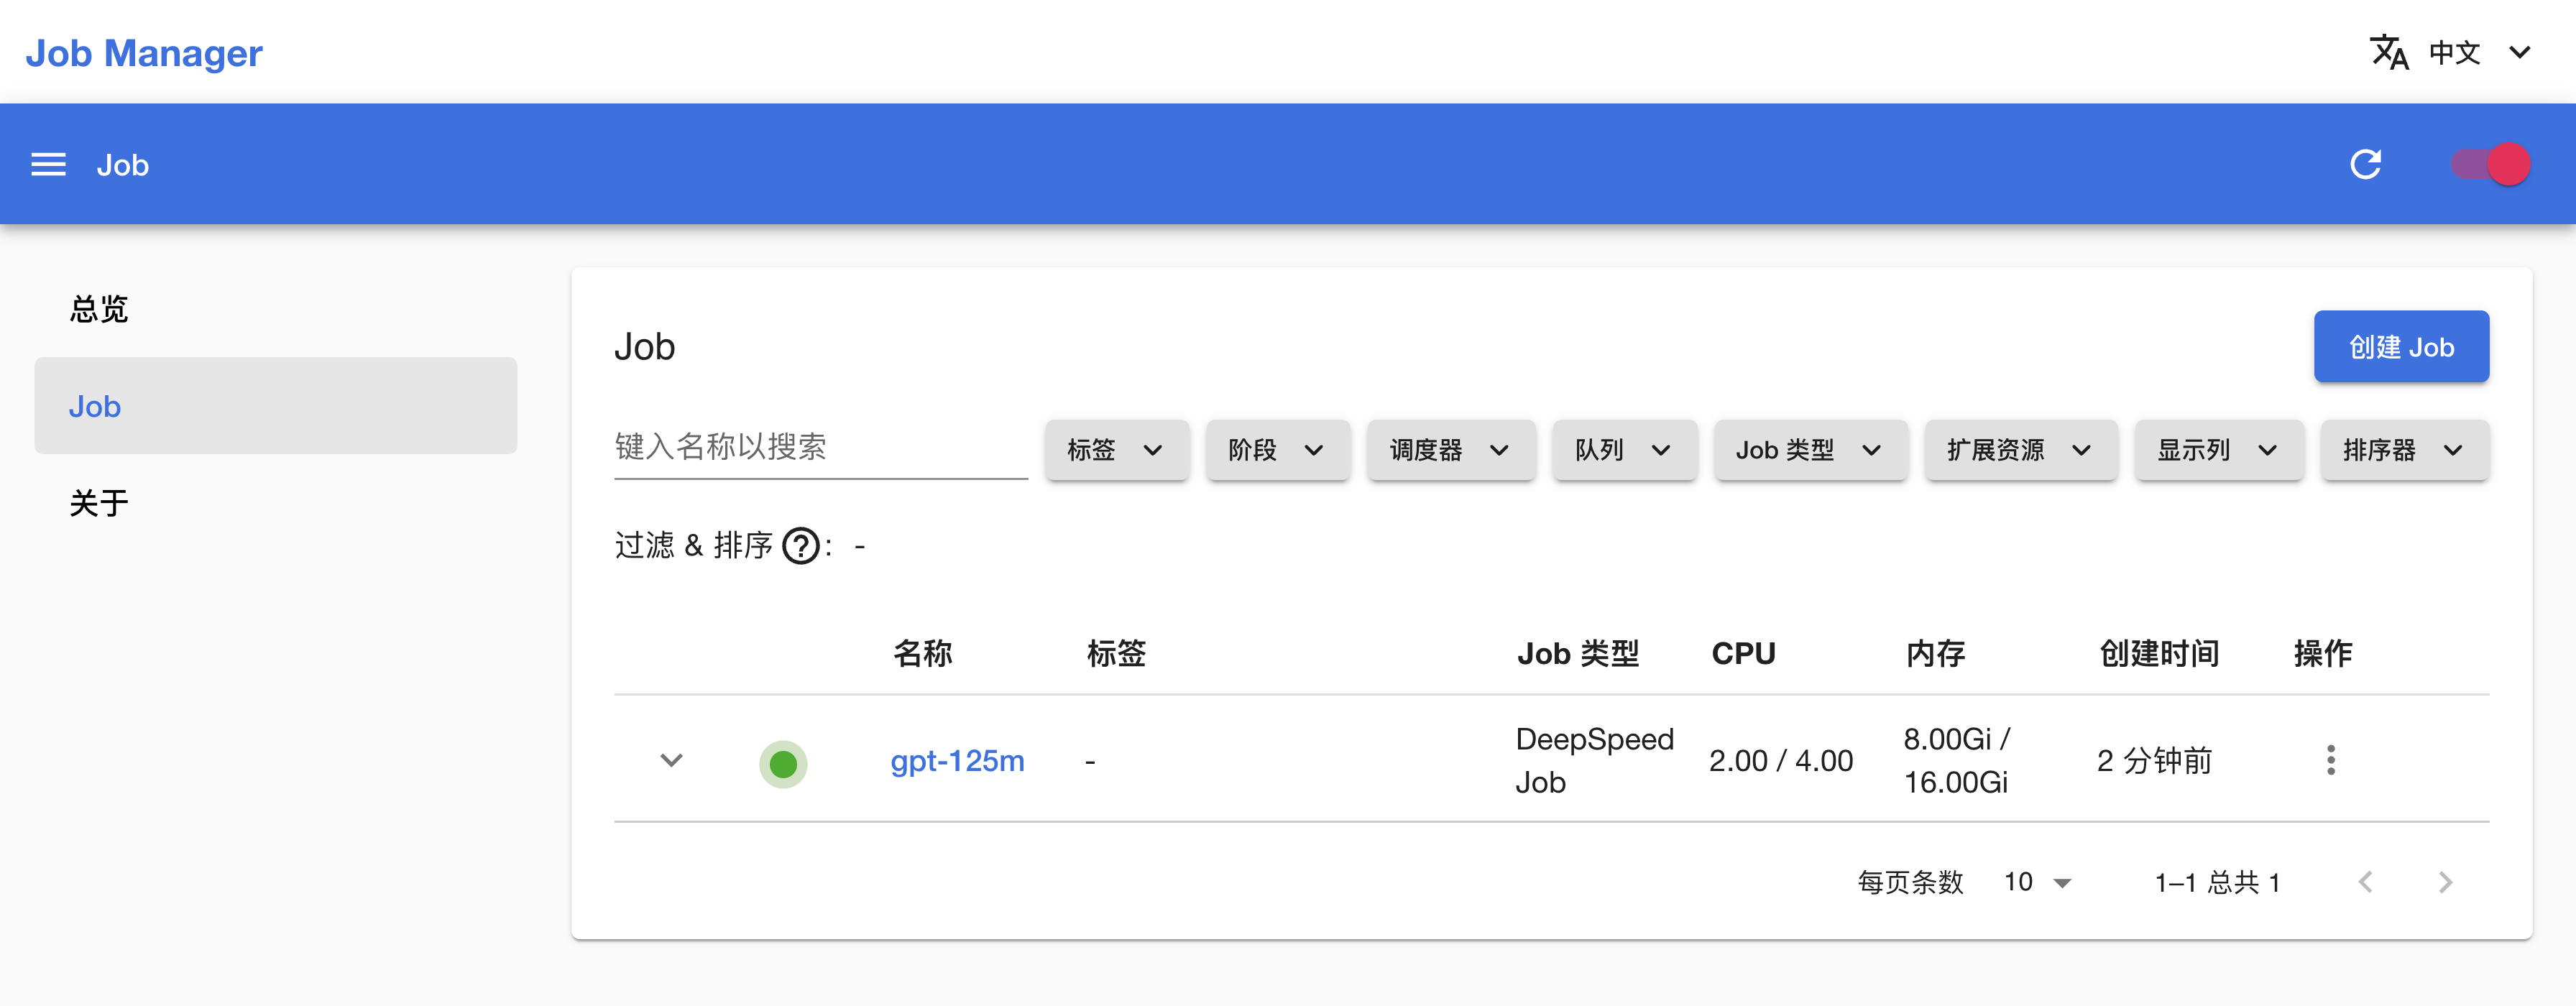 Job Manager
中文
Job
总览
Job
关于
Job
创建 Job
键入名称以搜索
标签
阶段
调度器
队列
Job 类型
扩展资源
显示列
排序器
过滤 & 排序 ? : -
名称 标签 Job 类型 CPU 内存 创建时间 操作
gpt-125m - DeepSpeed Job 2.00 / 4.00 8.00Gi / 16.00Gi 2 分钟前
每页条数 10 1–1 总共 1